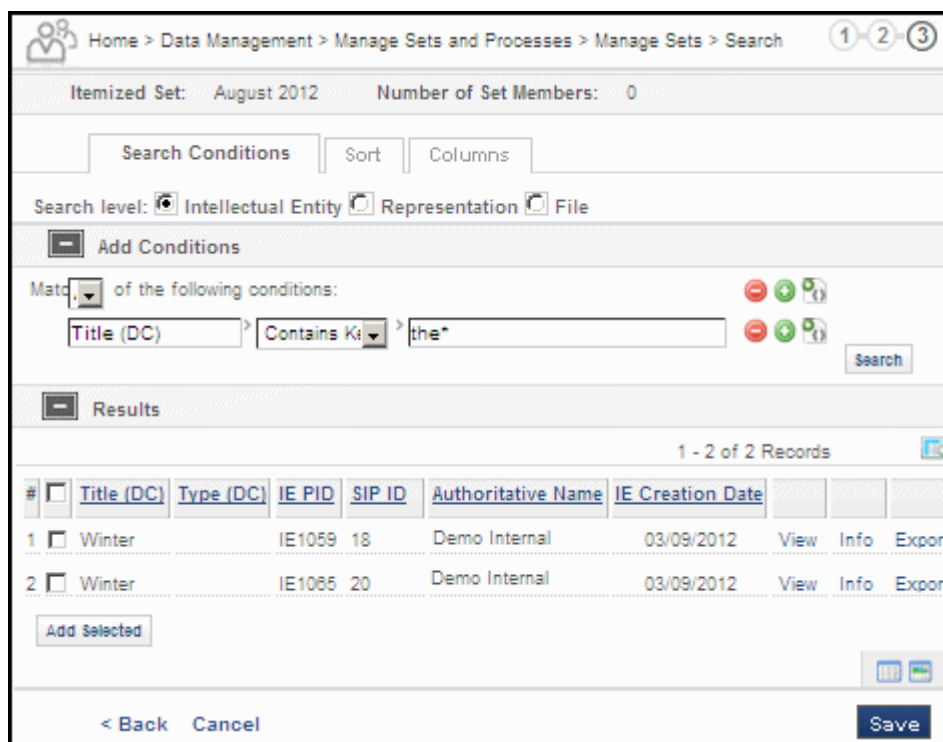 Home > Data Management > Manage Sets and Processes > Manage Sets > Search 1 2 3
Itemized Set: August 2012 Number of Set Members: 0
Search Conditions Sort Columns
Search level: Intellectual Entity Representation File
Add Conditions
of the following conditions:
Title (DC) > Contains Ke > the*
Search
Results
1 - 2 of 2 Records
# Title (DC) Type (DC) IE PID SIP ID Authoritative Name IE Creation Date
1 Winter IE1059 18 Demo Internal 03/09/2012 View Info Expor
2 Winter IE1065 20 Demo Internal 03/09/2012 View Info Expor
Add Selected
< Back Cancel Save